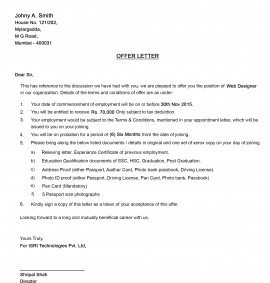 Johny A. Smith
House No. 121/202,
Mylargadda,
M G Road,
Mumbai - 400031
OFFER LETTER
Dear Sir,
This has reference to the discussion we have had with you, we are pleased to offer you the position of Web Designer
in our organization. Details of the terms and conditions of offer are as under:
1. Your date of commencement of employment will be on or before 30th Nov 2015.
2. You will be entitled to receive this offer Rs. 70,000 Only subject to tax deduction.
3. Your employment would be subject to the Terms & Conditions, mentioned in your appointment letter, which will be
issued to you on your joining.
4. You will be on probation for a period of (6) Six Months from the date of joining.
5. Please bring along the below listed documents / details in original and one set of xerox copy on your day of joining.
a) Relieving letter, Experience Certificate of previous employment.
b) Education Qualification documents of SSC, HSC, Graduation, Post Graduation.
c) Address Proof (either Passport, Aadhar Card, Photo bank passbook, Driving License)
d) Photo ID proof (either Passport, Driving License, Pan Card, Photo bank, Passbook)
e) Pan Card (Mandatory)
f) 5 Passport size photographs
6. Kindly sign a copy of this letter as a token of your acceptance of the offer.
Looking forward to a long and mutually beneficial career with us.
Yours Truly,
For ISRI Technologies Pvt. Ltd,
Shripal Shah
Director